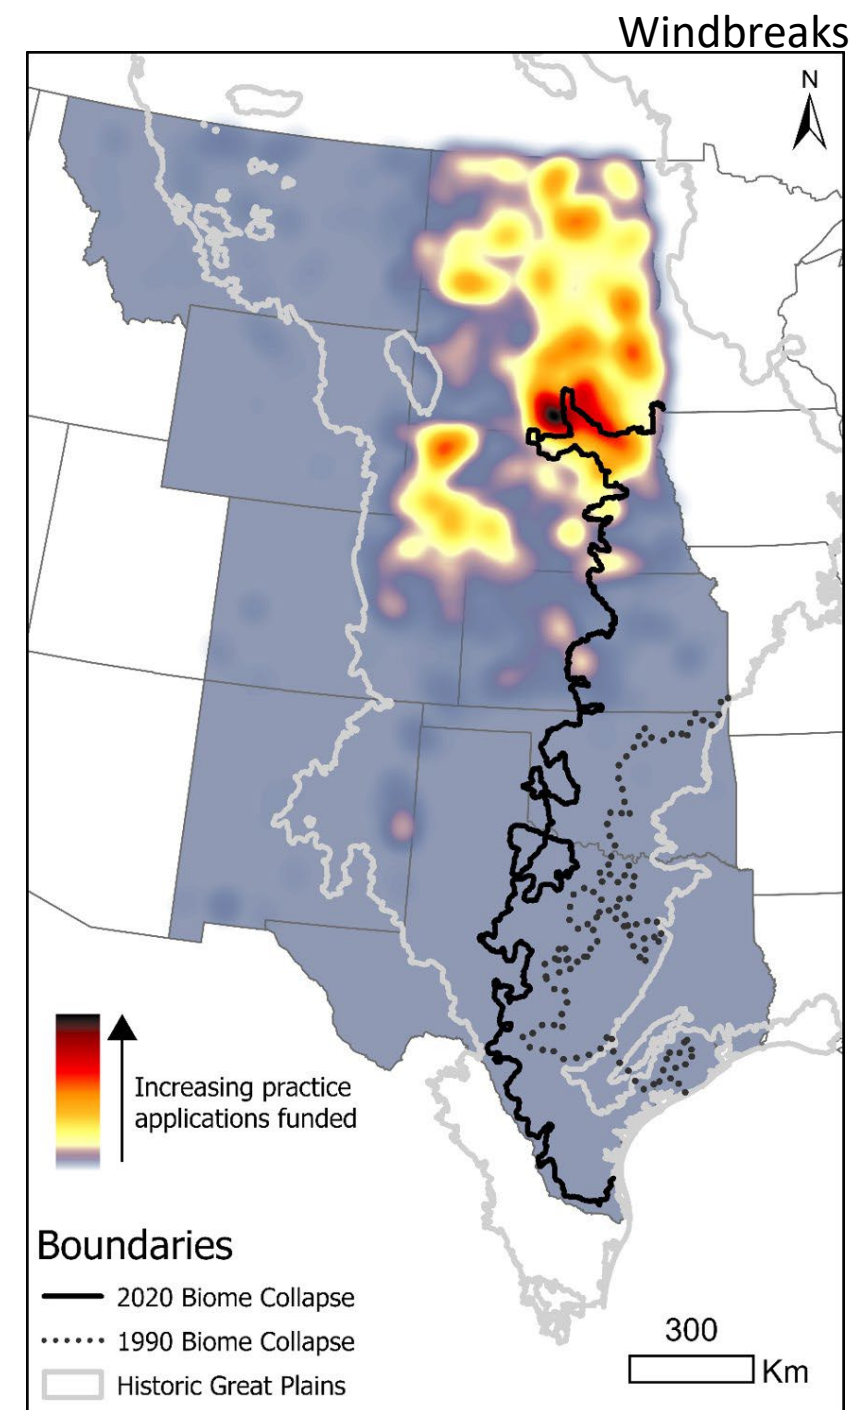 Windbreaks
N
Increasing practice
applications funded
Boundaries
2020 Biome Collapse
1990 Biome Collapse
Historic Great Plains
300
Km